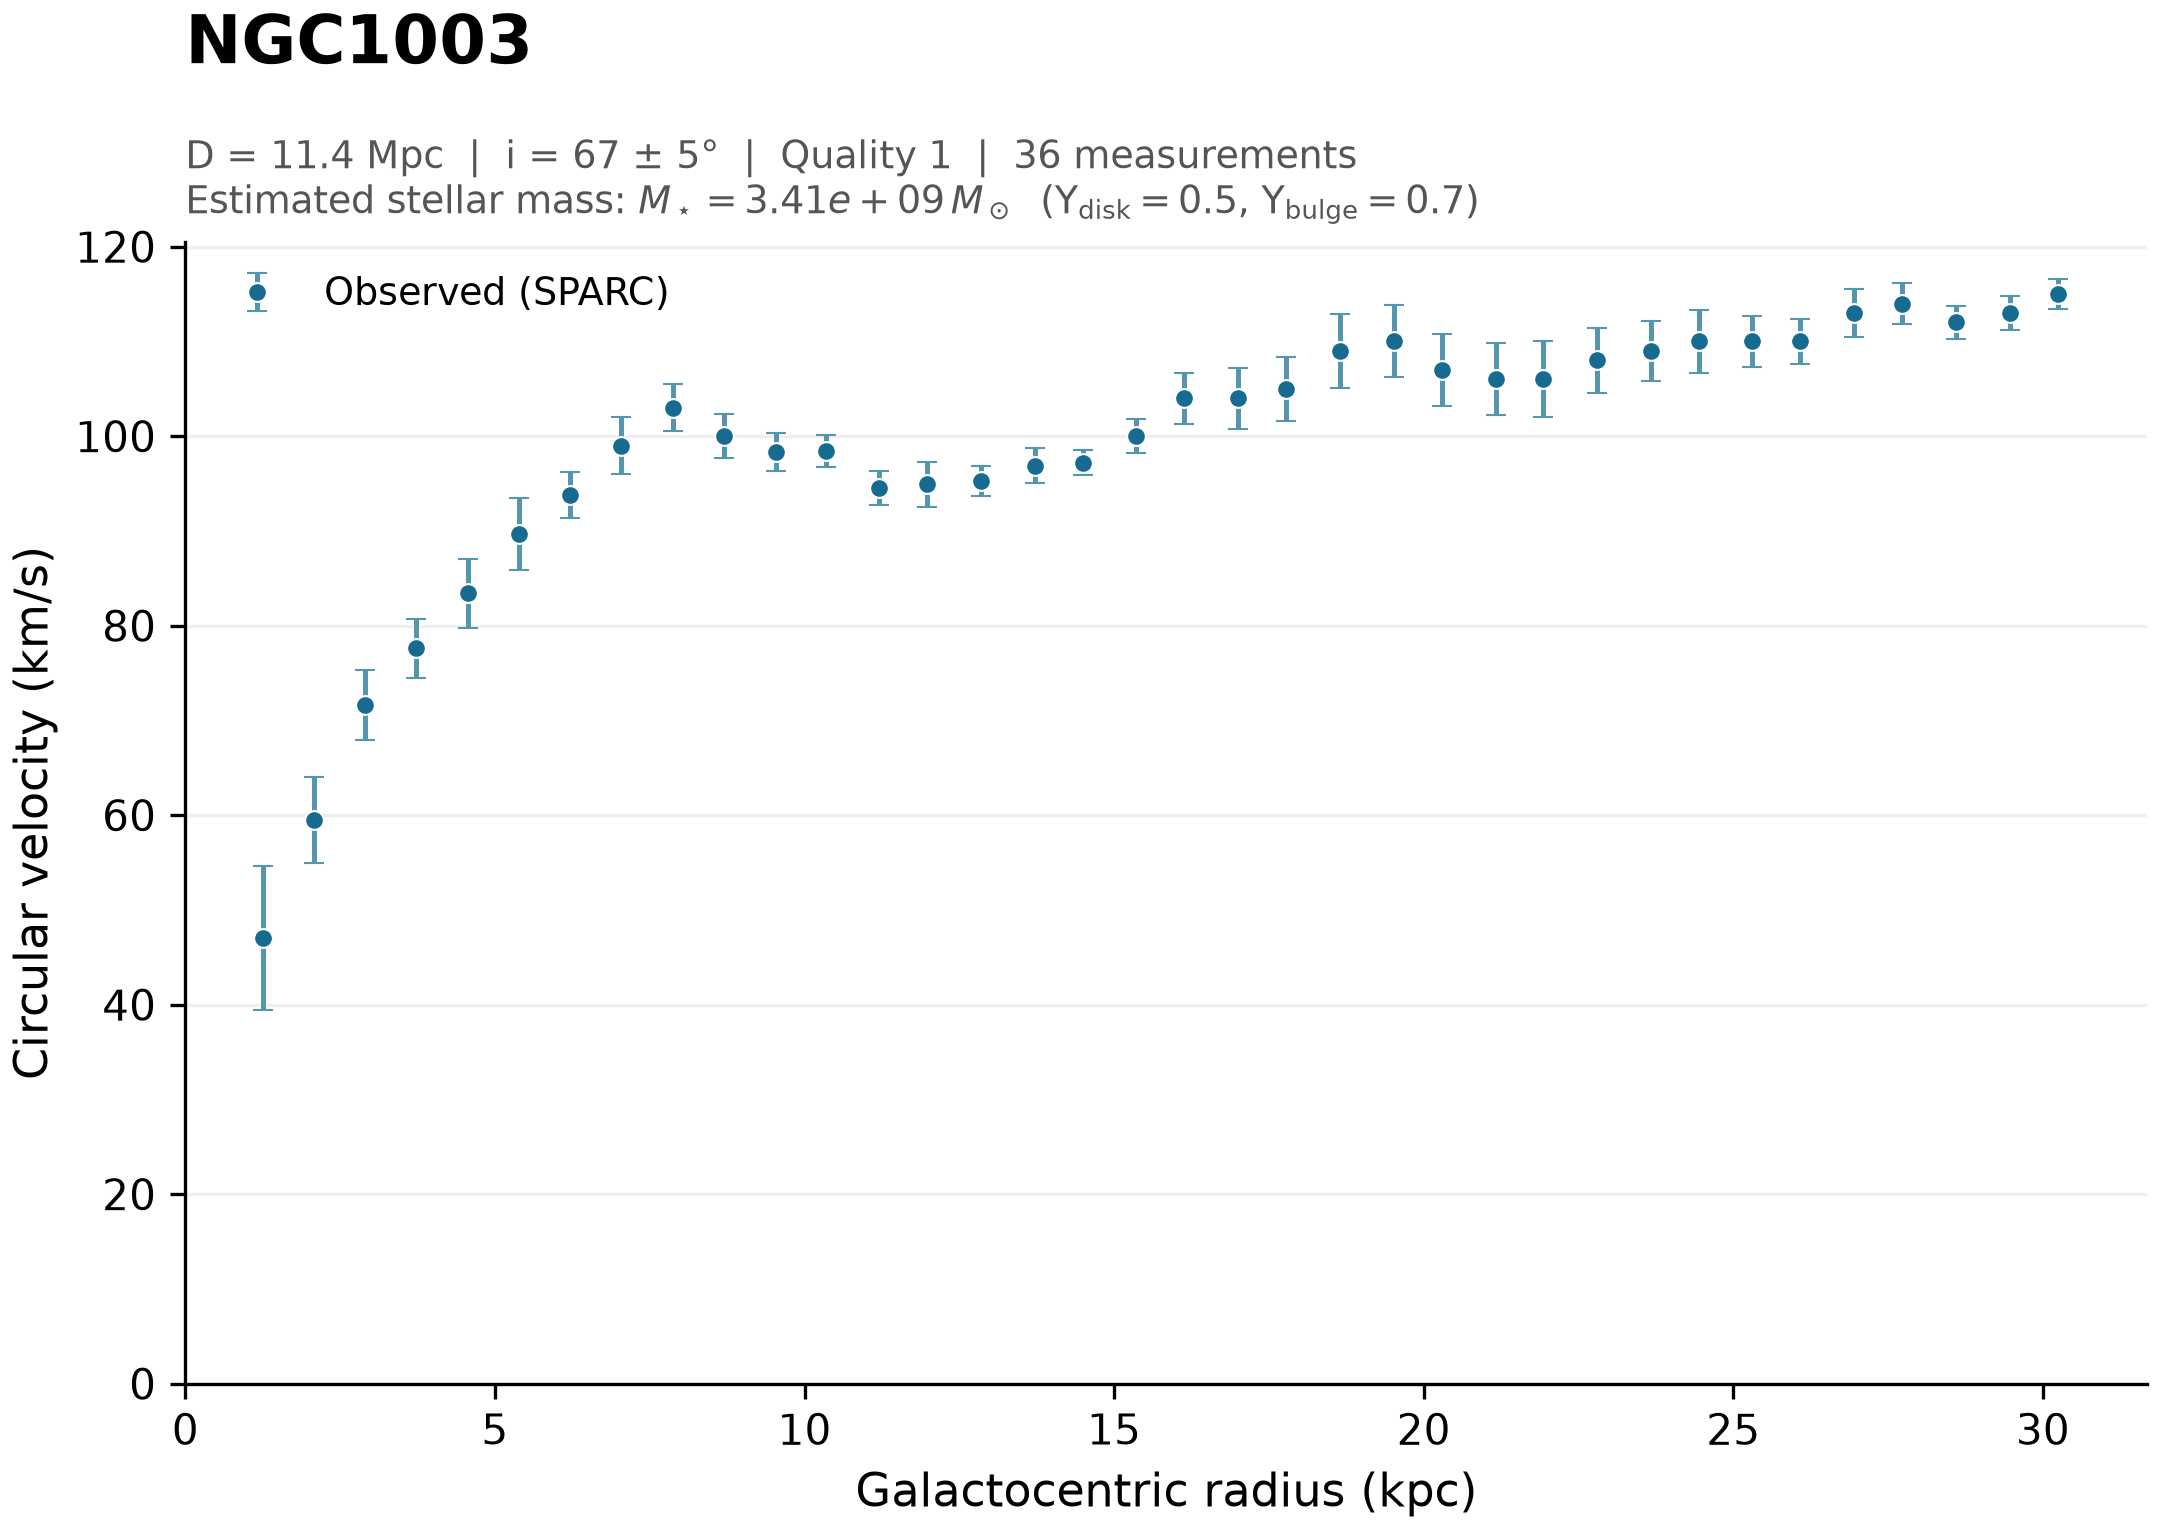 NGC1003
D = 11.4 Mpc | i = 67 ± 5° | Quality 1 | 36 measurements
Estimated stellar mass: M⋆ = 3.41e + 09 M⊙ (Υdisk = 0.5, Υbulge = 0.7)
Observed (SPARC)
120
100
80
60
40
20
0
Circular velocity (km/s)
0 5 10 15 20 25 30
Galactocentric radius (kpc)